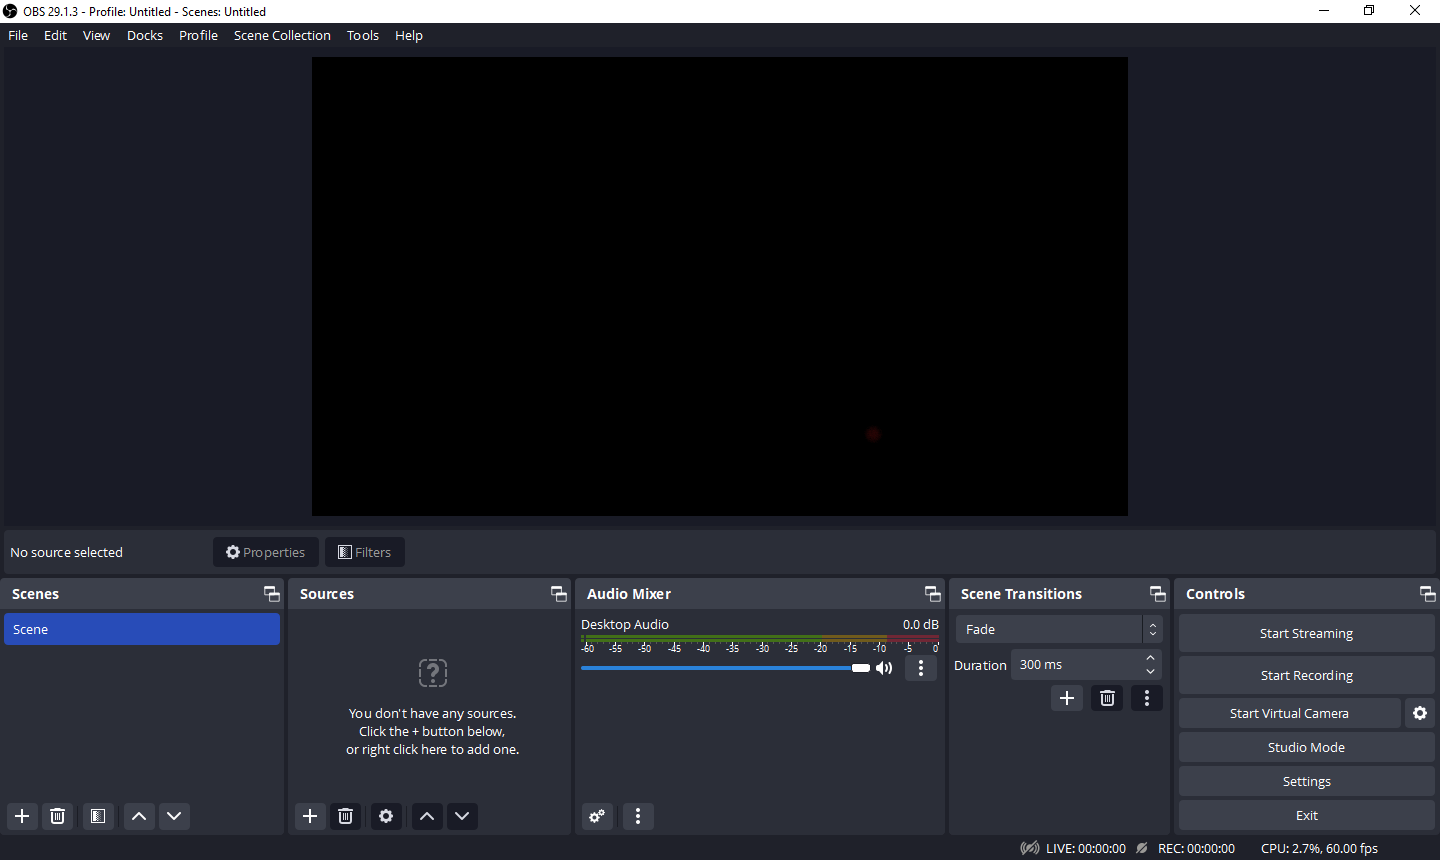 OBS 29.1.3 - Profile: Untitled - Scenes: Untitled
File Edit View Docks Profile Scene Collection Tools Help
No source selected Properties Filters
Scenes
Scene
Sources
You don't have any sources.
Click the + button below,
or right click here to add one.
Audio Mixer
Desktop Audio 0.0 dB
-60 -55 -50 -45 -40 -35 -30 -25 -20 -15 -10 -5 0
Scene Transitions
Fade
Duration 300 ms
Controls
Start Streaming
Start Recording
Start Virtual Camera
Studio Mode
Settings
Exit
LIVE: 00:00:00 REC: 00:00:00 CPU: 2.7%, 60.00 fps